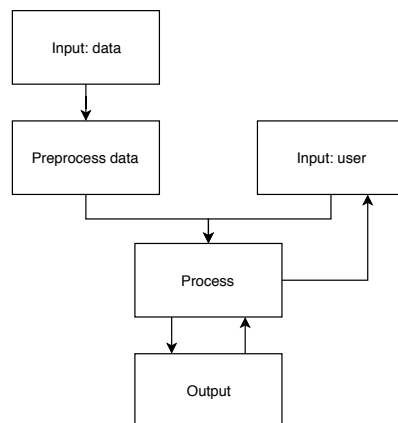 Input: data
Preprocess data
Input: user
Process
Output